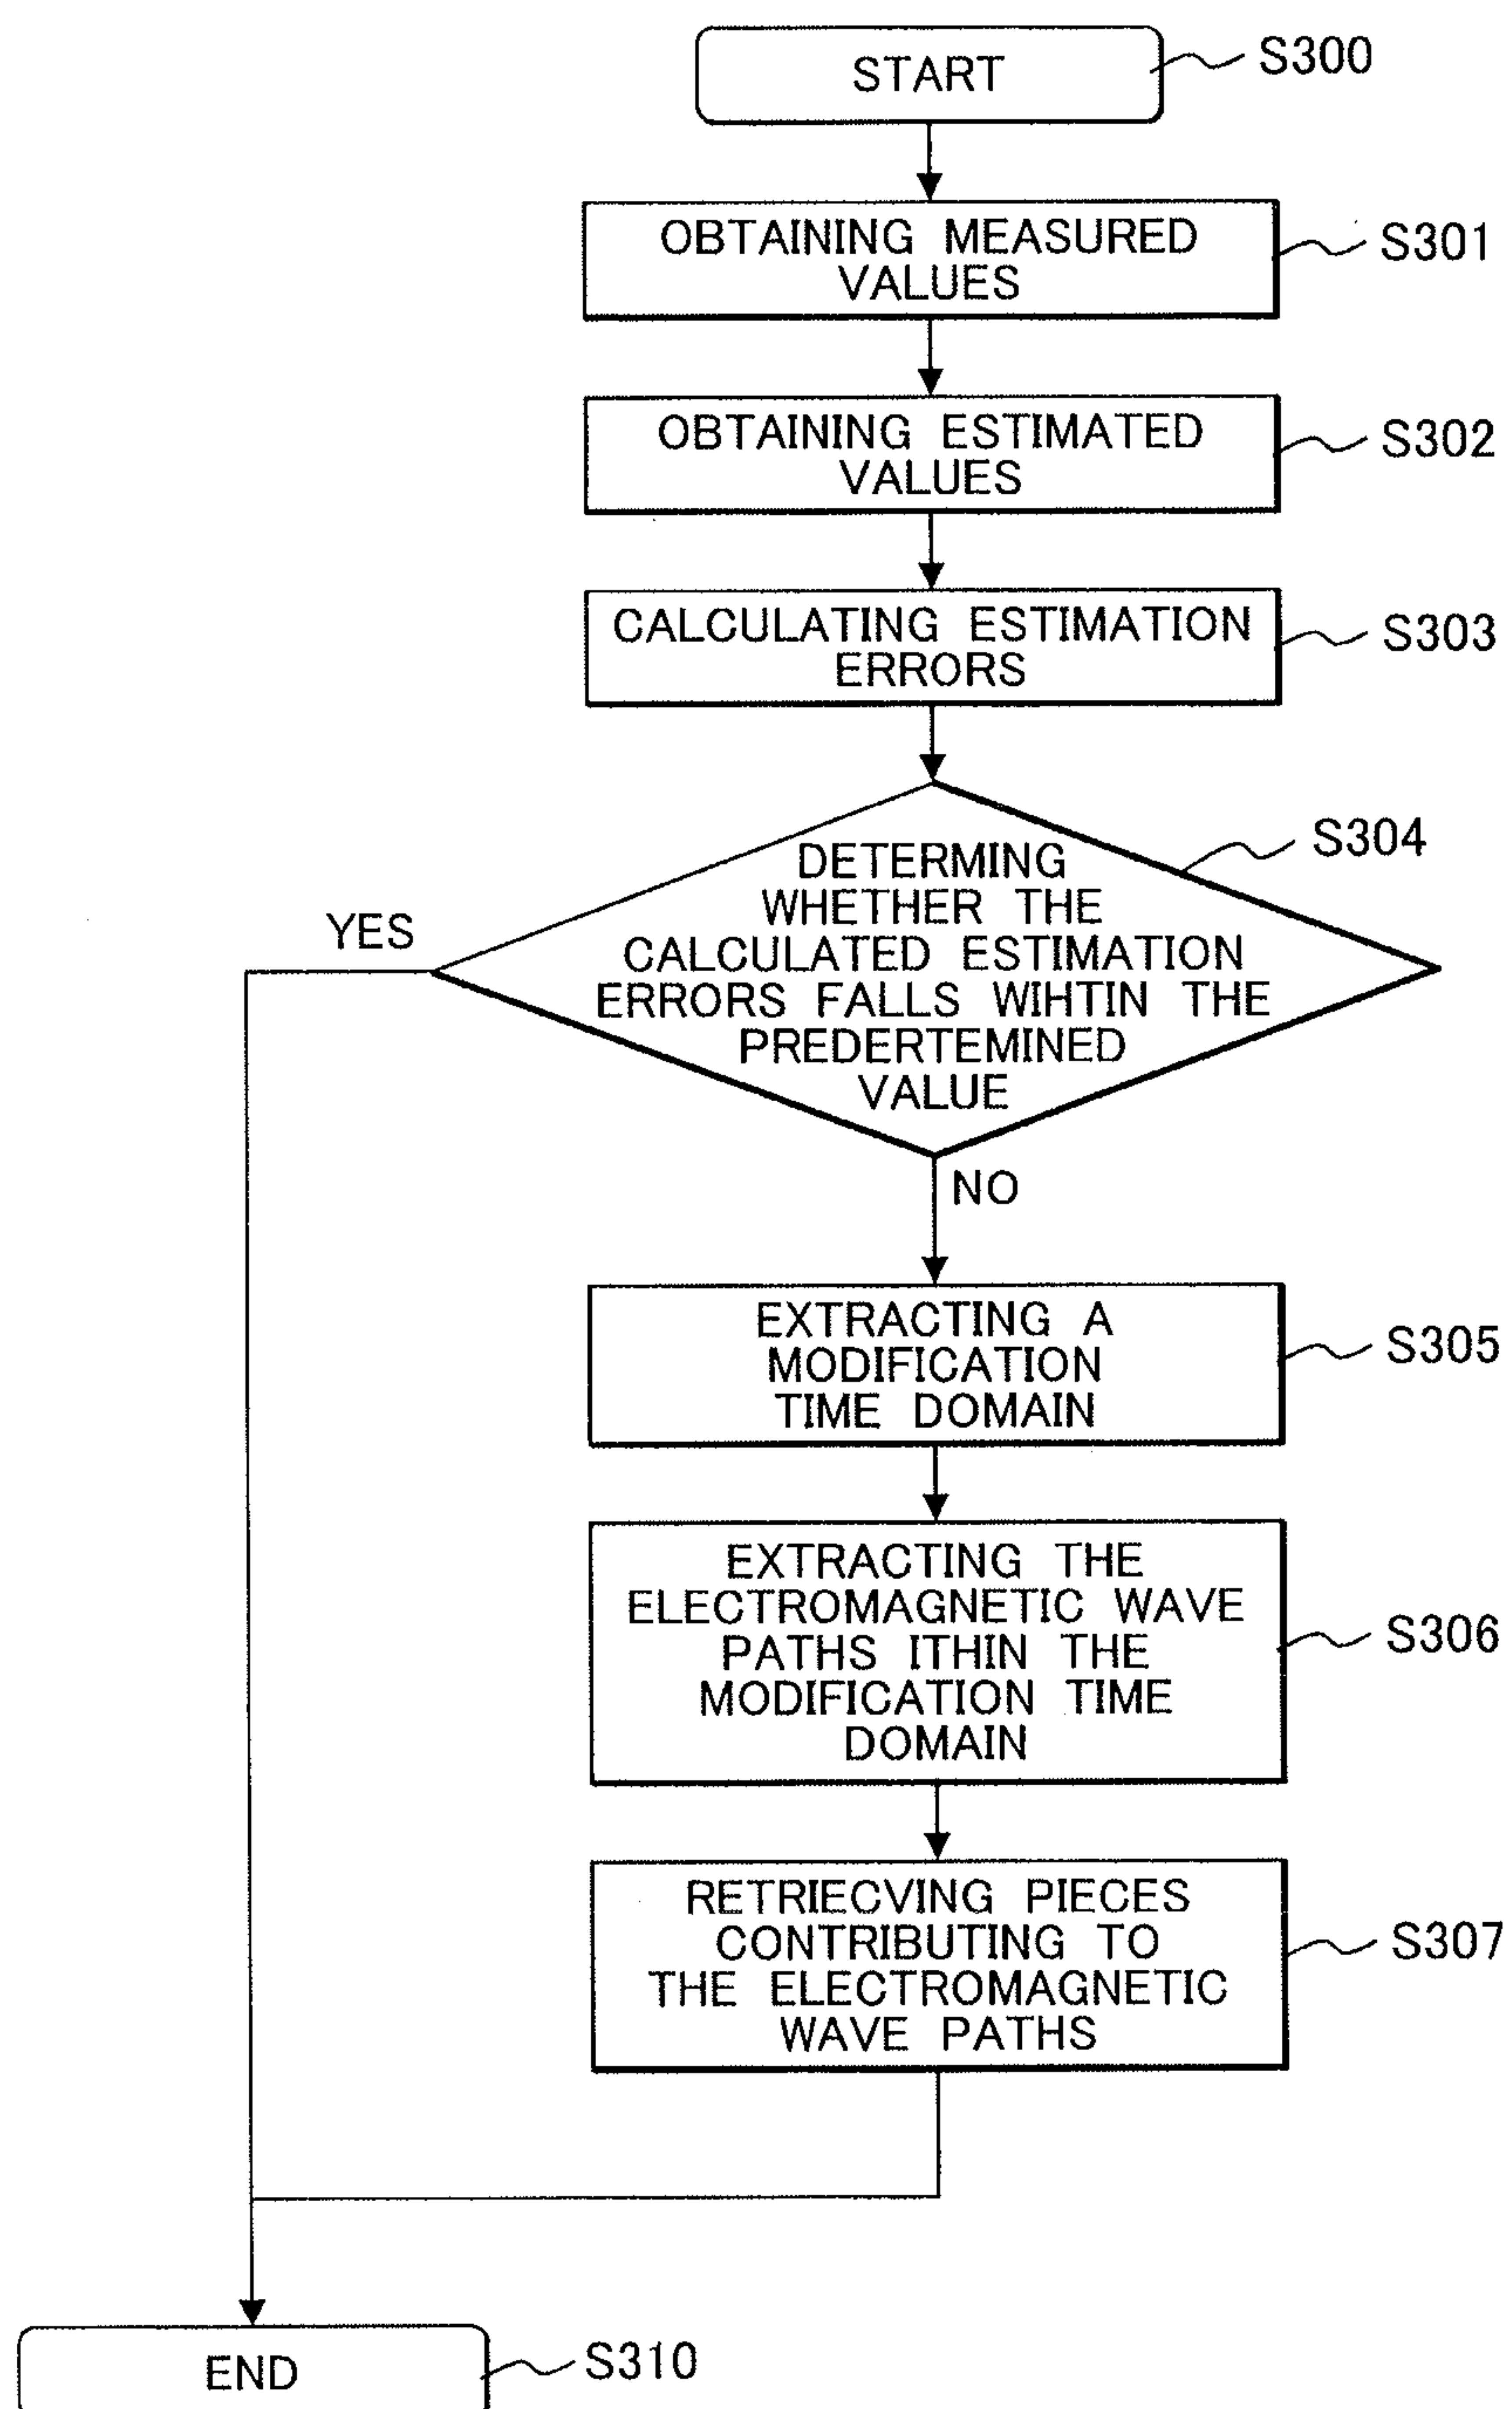 START
S300
OBTAINING MEASURED
VALUES
S301
OBTAINING ESTIMATED
VALUES
S302
CALCULATING ESTIMATION
ERRORS
S303
DETERMING
WHETHER THE
CALCULATED ESTIMATION
ERRORS FALLS WIHTIN THE
PREDERTEMINED
VALUE
S304
YES
NO
EXTRACTING A
MODIFICATION
TIME DOMAIN
S305
EXTRACTING THE
ELECTROMAGNETIC WAVE
PATHS ITHIN THE
MODIFICATION TIME
DOMAIN
S306
RETRIECVING PIECES
CONTRIBUTING TO
THE ELECTROMAGNETIC
WAVE PATHS
S307
END
S310